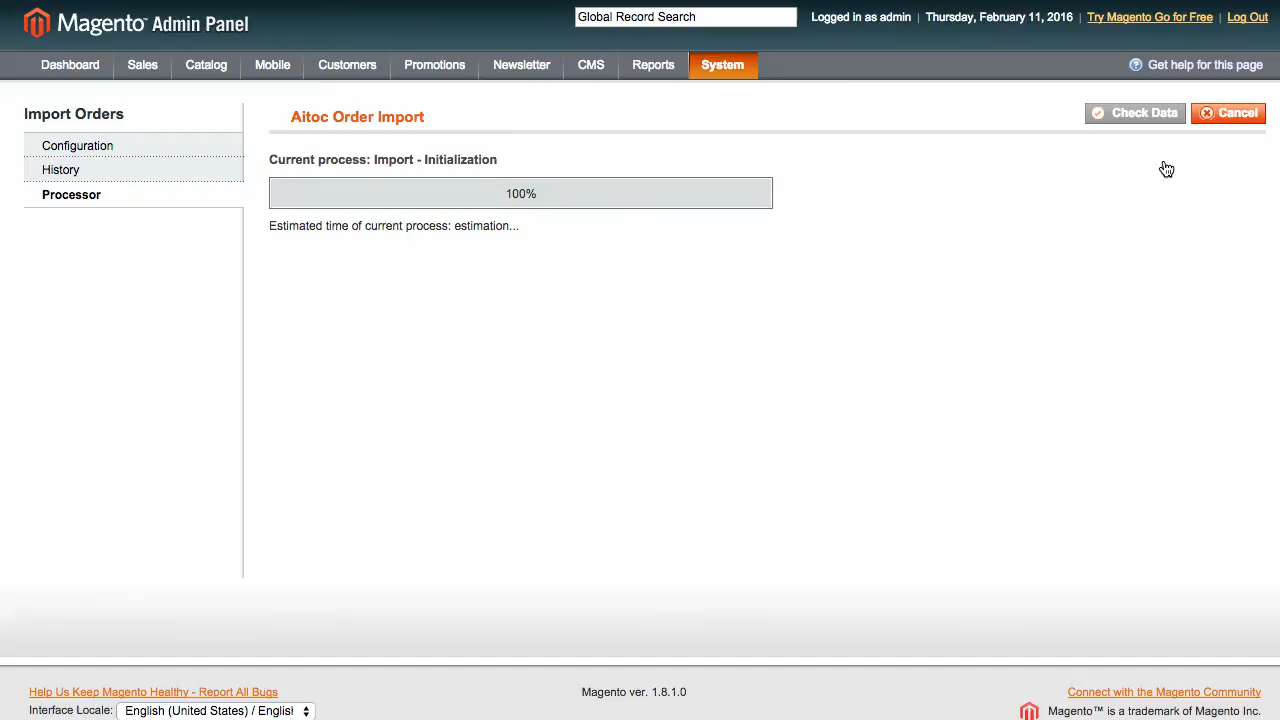 Magento™ Admin Panel
Global Record Search
Logged in as admin | Thursday, February 11, 2016 | Try Magento Go for Free | Log Out
Dashboard Sales Catalog Mobile Customers Promotions Newsletter CMS Reports System
Get help for this page
Import Orders
Configuration
History
Processor
Aitoc Order Import
Check Data Cancel
Current process: Import - Initialization
100%
Estimated time of current process: estimation...
Help Us Keep Magento Healthy - Report All Bugs
Interface Locale: English (United States) / Englisl
Magento ver. 1.8.1.0
Connect with the Magento Community
Magento™ is a trademark of Magento Inc.